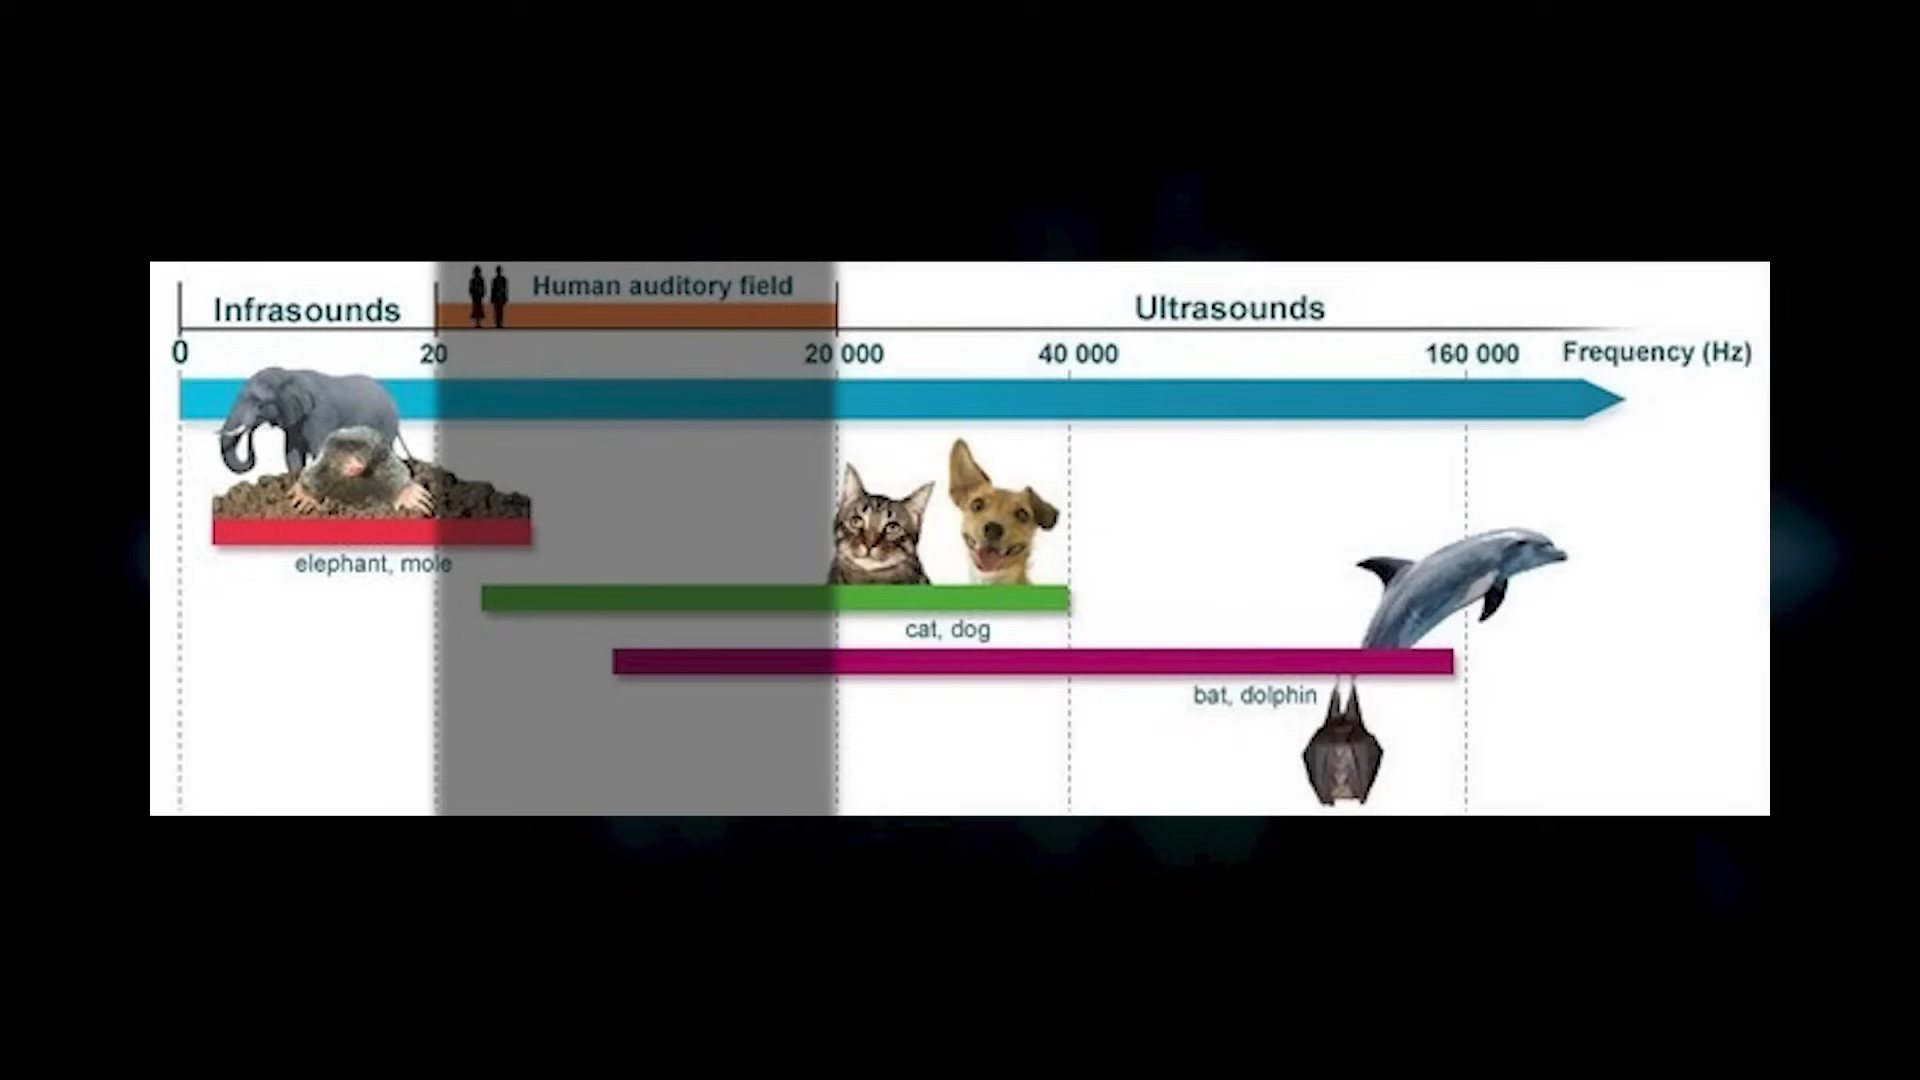 Human auditory field
Infrasounds
Ultrasounds
0
20
20 000
40 000
160 000
Frequency (Hz)
elephant, mole
cat, dog
bat, dolphin